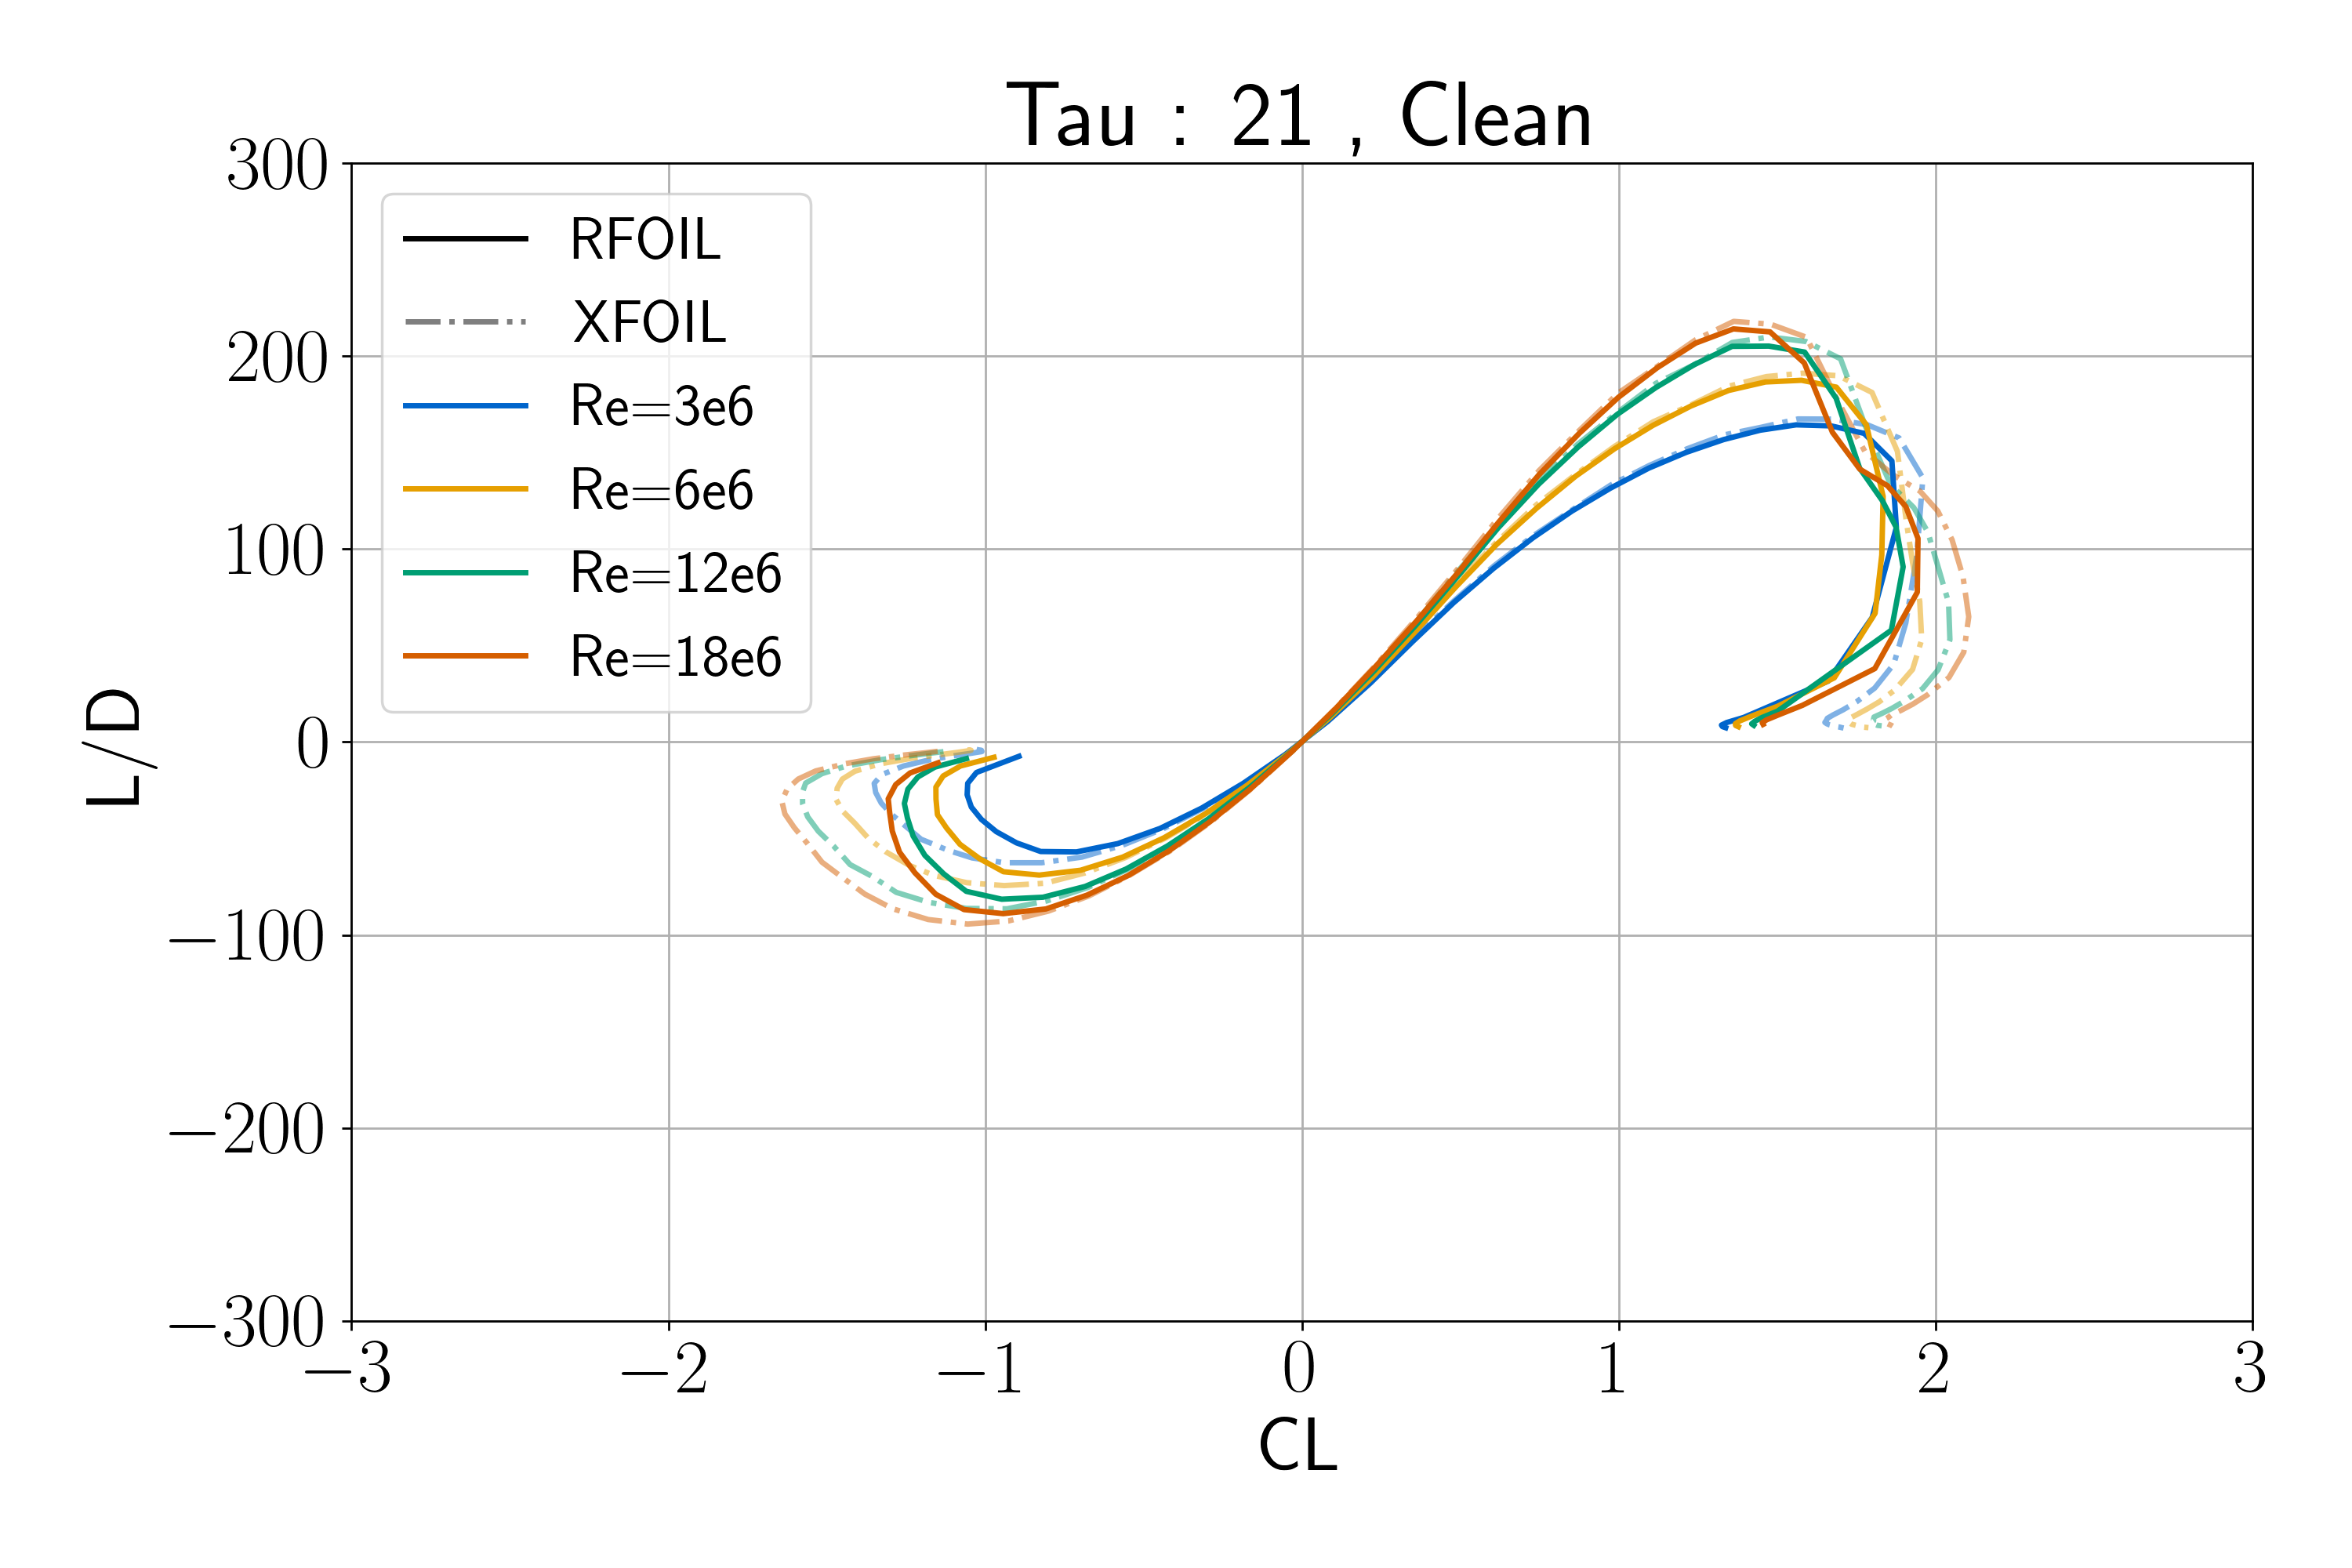 Tau : 21 , Clean
300
200
100
0
−100
−200
−300
L/D
RFOIL
XFOIL
Re=3e6
Re=6e6
Re=12e6
Re=18e6
−3 −2 −1 0 1 2 3
CL